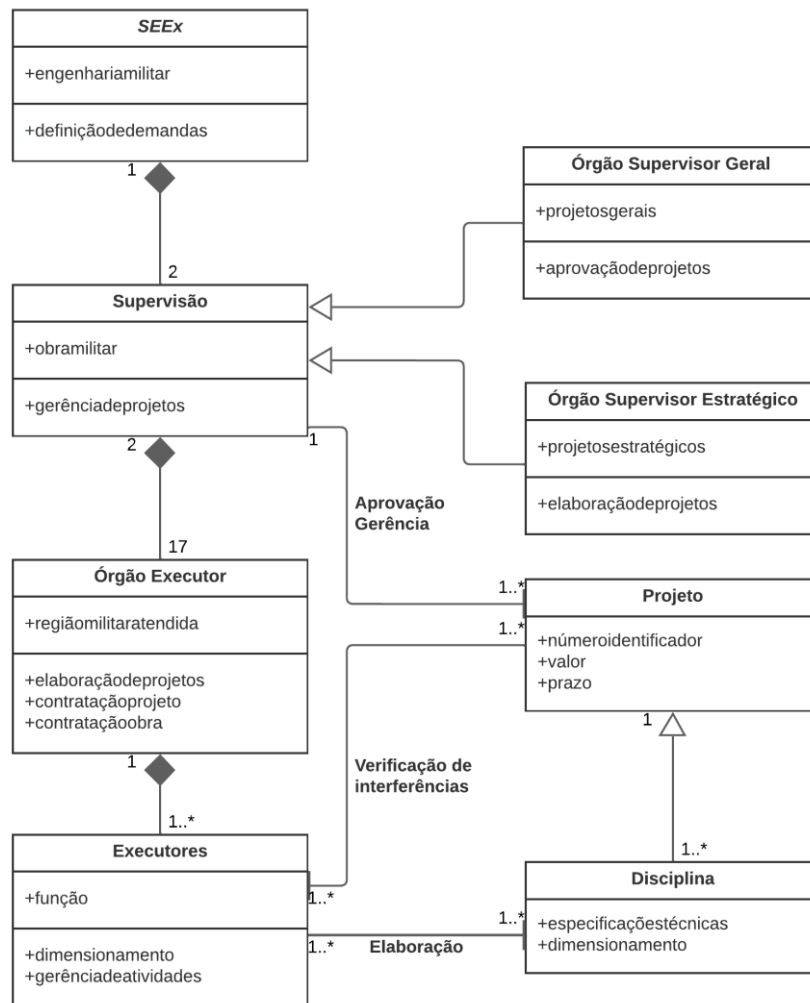 SEEx
+engenhariamilitar
+definiçãodedemandas
1
2
Supervisão
+obramilitar
+gerênciadeprojetos
2
1
17
Órgão Supervisor Geral
+projetosgerais
+aprovaçãodeprojetos
Órgão Supervisor Estratégico
+projetosestratégicos
+elaboraçãodeprojetos
Aprovação
Gerência
1..*
Órgão Executor
+regiãomilitaratendida
+elaboraçãodeprojetos
+contrataçãoprojeto
+contrataçãoobra
1
1..*
Projeto
+númeroidentificador
+valor
+prazo
1..*
1
1..*
Verificação de
interferências
1..*
Executores
+função
+dimensionamento
+gerênciadeatividades
1..*
Elaboração
1..*
Disciplina
+especificaçõestécnicas
+dimensionamento